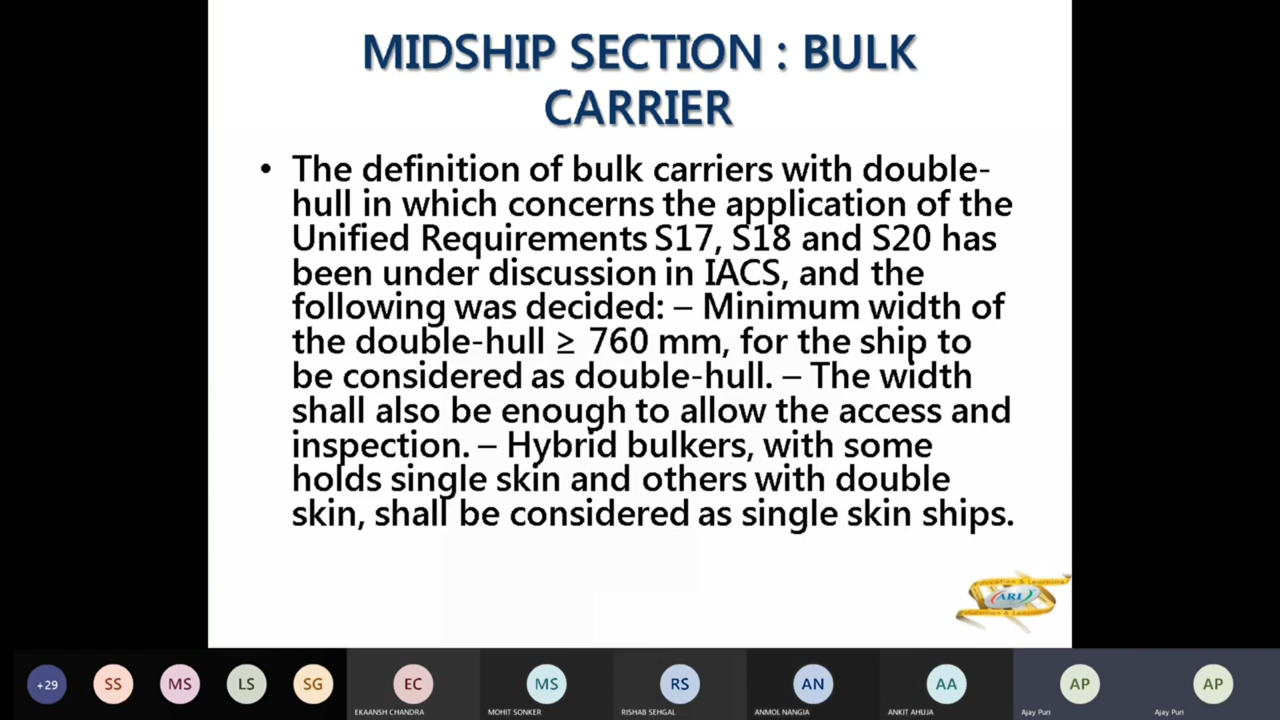 MIDSHIP SECTION : BULK
CARRIER
• The definition of bulk carriers with double-
hull in which concerns the application of the
Unified Requirements S17, S18 and S20 has
been under discussion in IACS, and the
following was decided: – Minimum width of
the double-hull ≥ 760 mm, for the ship to
be considered as double-hull. – The width
shall also be enough to allow the access and
inspection. – Hybrid bulkers, with some
holds single skin and others with double
skin, shall be considered as single skin ships.
Education & Learning
ARI
+29
SS
MS
LS
SG
EC
MS
RS
AN
AA
AP
AP
EKAANSH CHANDRA
MOHIT SONKER
RISHAB SEHGAL
ANMOL NANGIA
ANKIT AHUJA
Ajay Puri
Ajay Puri